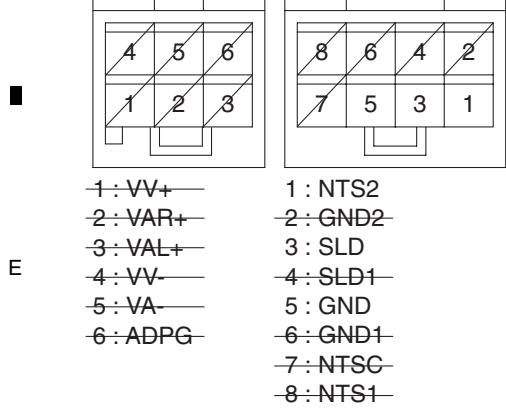 4 5 6
1 2 3
8 6 4 2
7 5 3 1
1 : VV+
2 : VAR+
3 : VAL+
4 : VV-
5 : VA-
6 : ADPG
1 : NTS2
2 : GND2
3 : SLD
4 : SLD1
5 : GND
6 : GND1
7 : NTSC
8 : NTS1
E